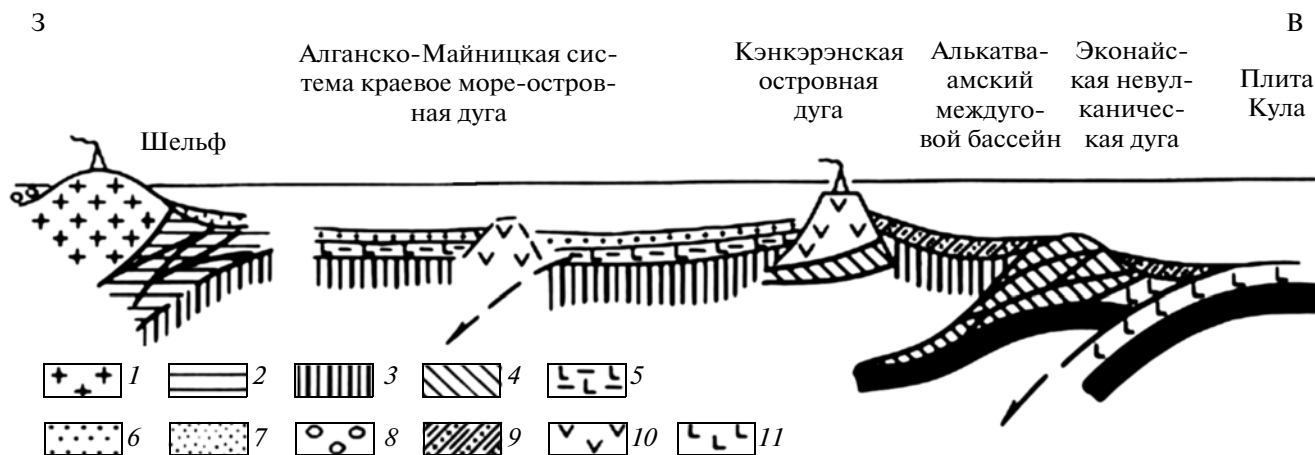 З
В
Алганско-Майницкая сис-
тема краевое море-остров-
ная дуга
Кэнкэрэнская
островная
дуга
Алькатва-
амский
междуго-
вой бассейн
Эконайс-
кая невул-
каничес-
кая дуга
Плита
Кула
Шельф
1
2
3
4
5
6
7
8
9
10
11